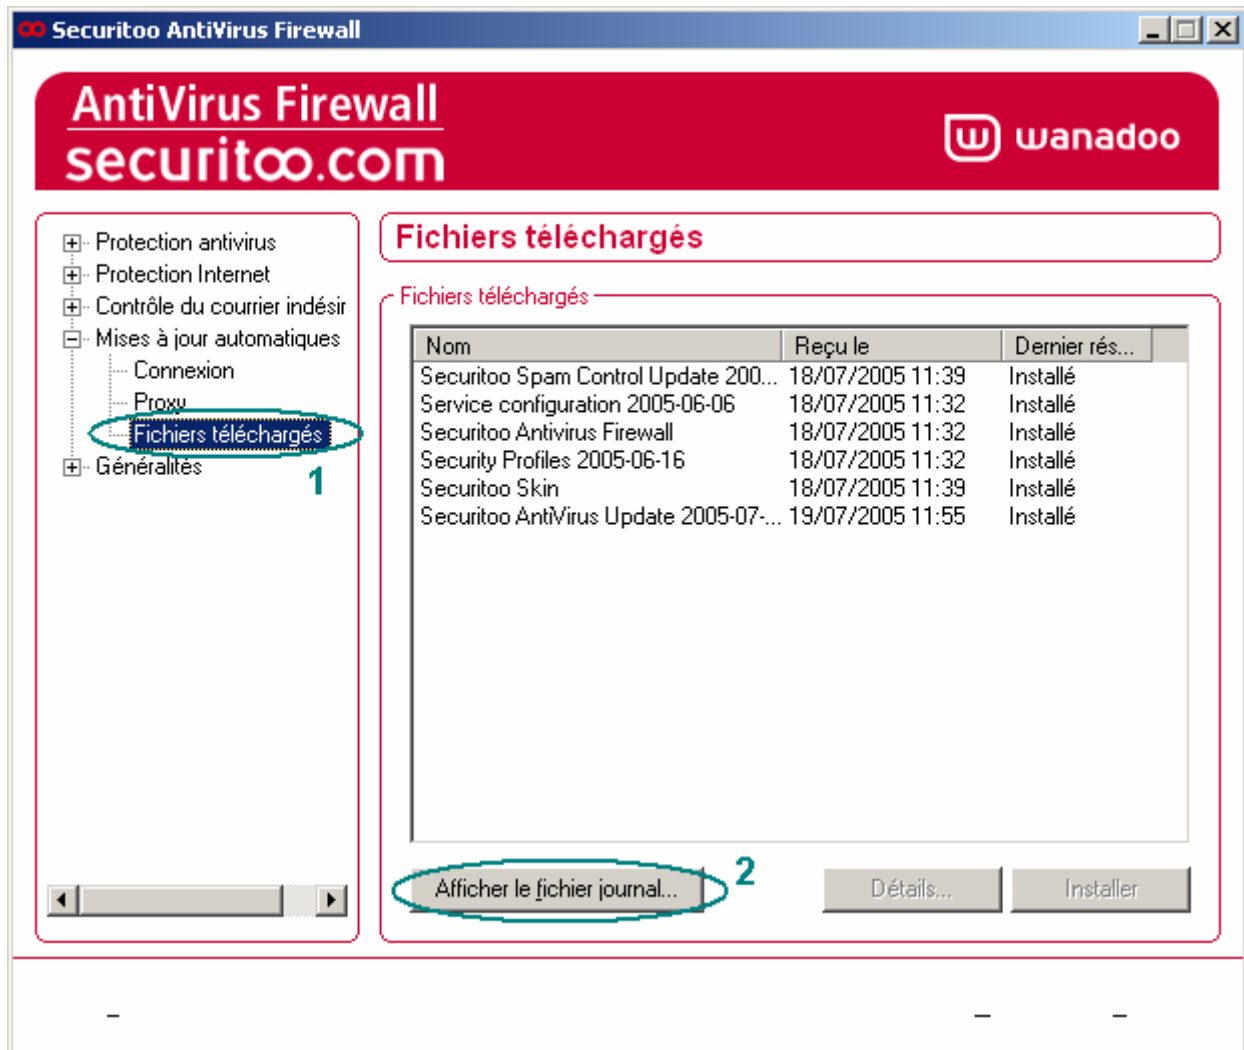 Securitoo AntiVirus Firewall
AntiVirus Firewall
securitoo.com
wanadoo
Protection antivirus
Protection Internet
Contrôle du courrier indésir
Mises à jour automatiques
Connexion
Proxy
Fichiers téléchargés
1
Généralités
Fichiers téléchargés
Fichiers téléchargés
Nom Reçu le Dernier rés...
Securitoo Spam Control Update 200... 18/07/2005 11:39 Installé
Service configuration 2005-06-06 18/07/2005 11:32 Installé
Securitoo Antivirus Firewall 18/07/2005 11:32 Installé
Security Profiles 2005-06-16 18/07/2005 11:32 Installé
Securitoo Skin 18/07/2005 11:39 Installé
Securitoo AntiVirus Update 2005-07-... 19/07/2005 11:55 Installé
Afficher le fichier journal... 2 Détails... Installer